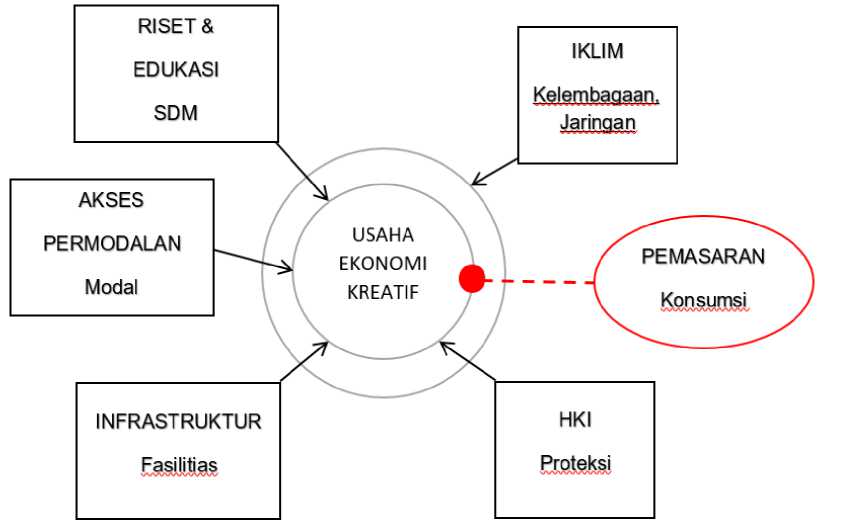 RISET &
EDUKASI
SDM
IKLIM
Kelembagaan,
Jaringan
AKSES
PERMODALAN
Modal
USAHA
EKONOMI
KREATIF
PEMASARAN
Konsumsi
INFRASTRUKTUR
Fasilitias
HKI
Proteksi